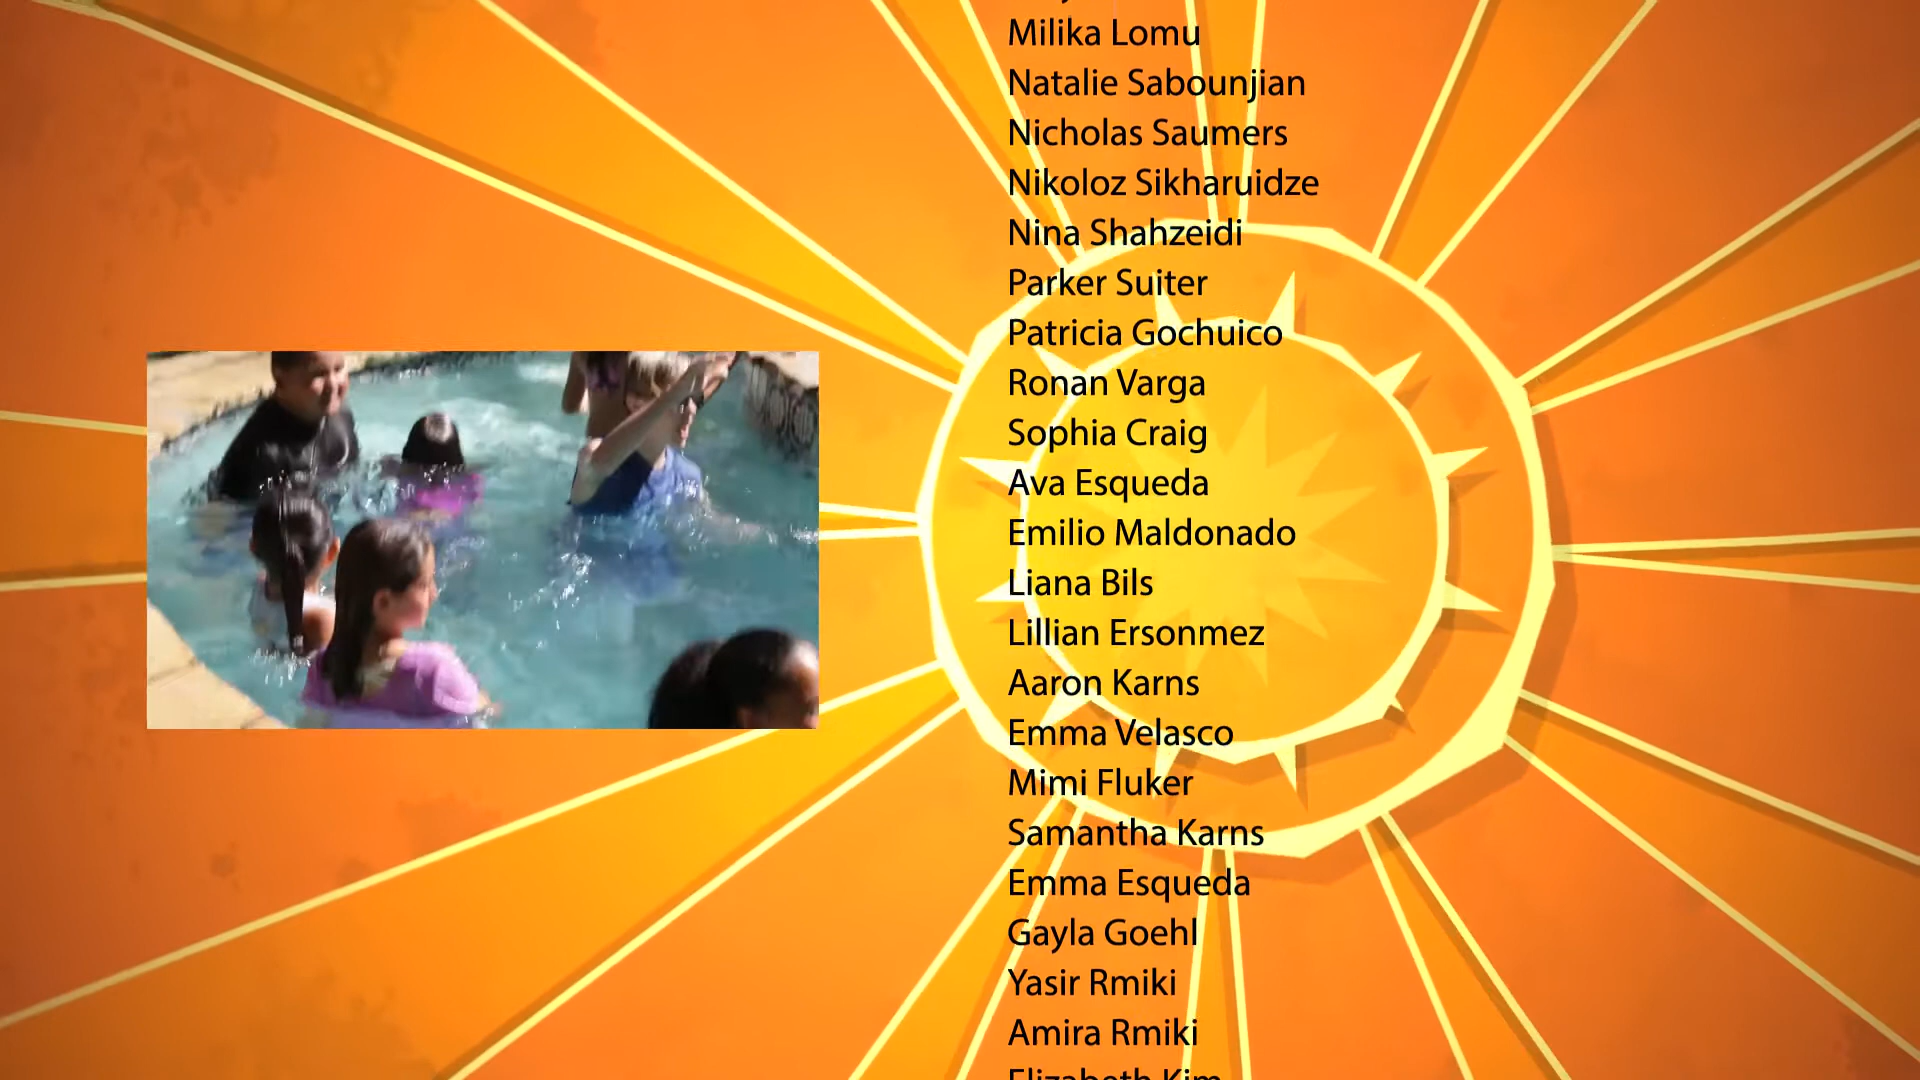 Milika Lomu
Natalie Sabounjian
Nicholas Saumers
Nikoloz Sikharuidze
Nina Shahzeidi
Parker Suiter
Patricia Gochuico
Ronan Varga
Sophia Craig
Ava Esqueda
Emilio Maldonado
Liana Bils
Lillian Ersonmez
Aaron Karns
Emma Velasco
Mimi Fluker
Samantha Karns
Emma Esqueda
Gayla Goehl
Yasir Rmiki
Amira Rmiki
Elizabeth Kim